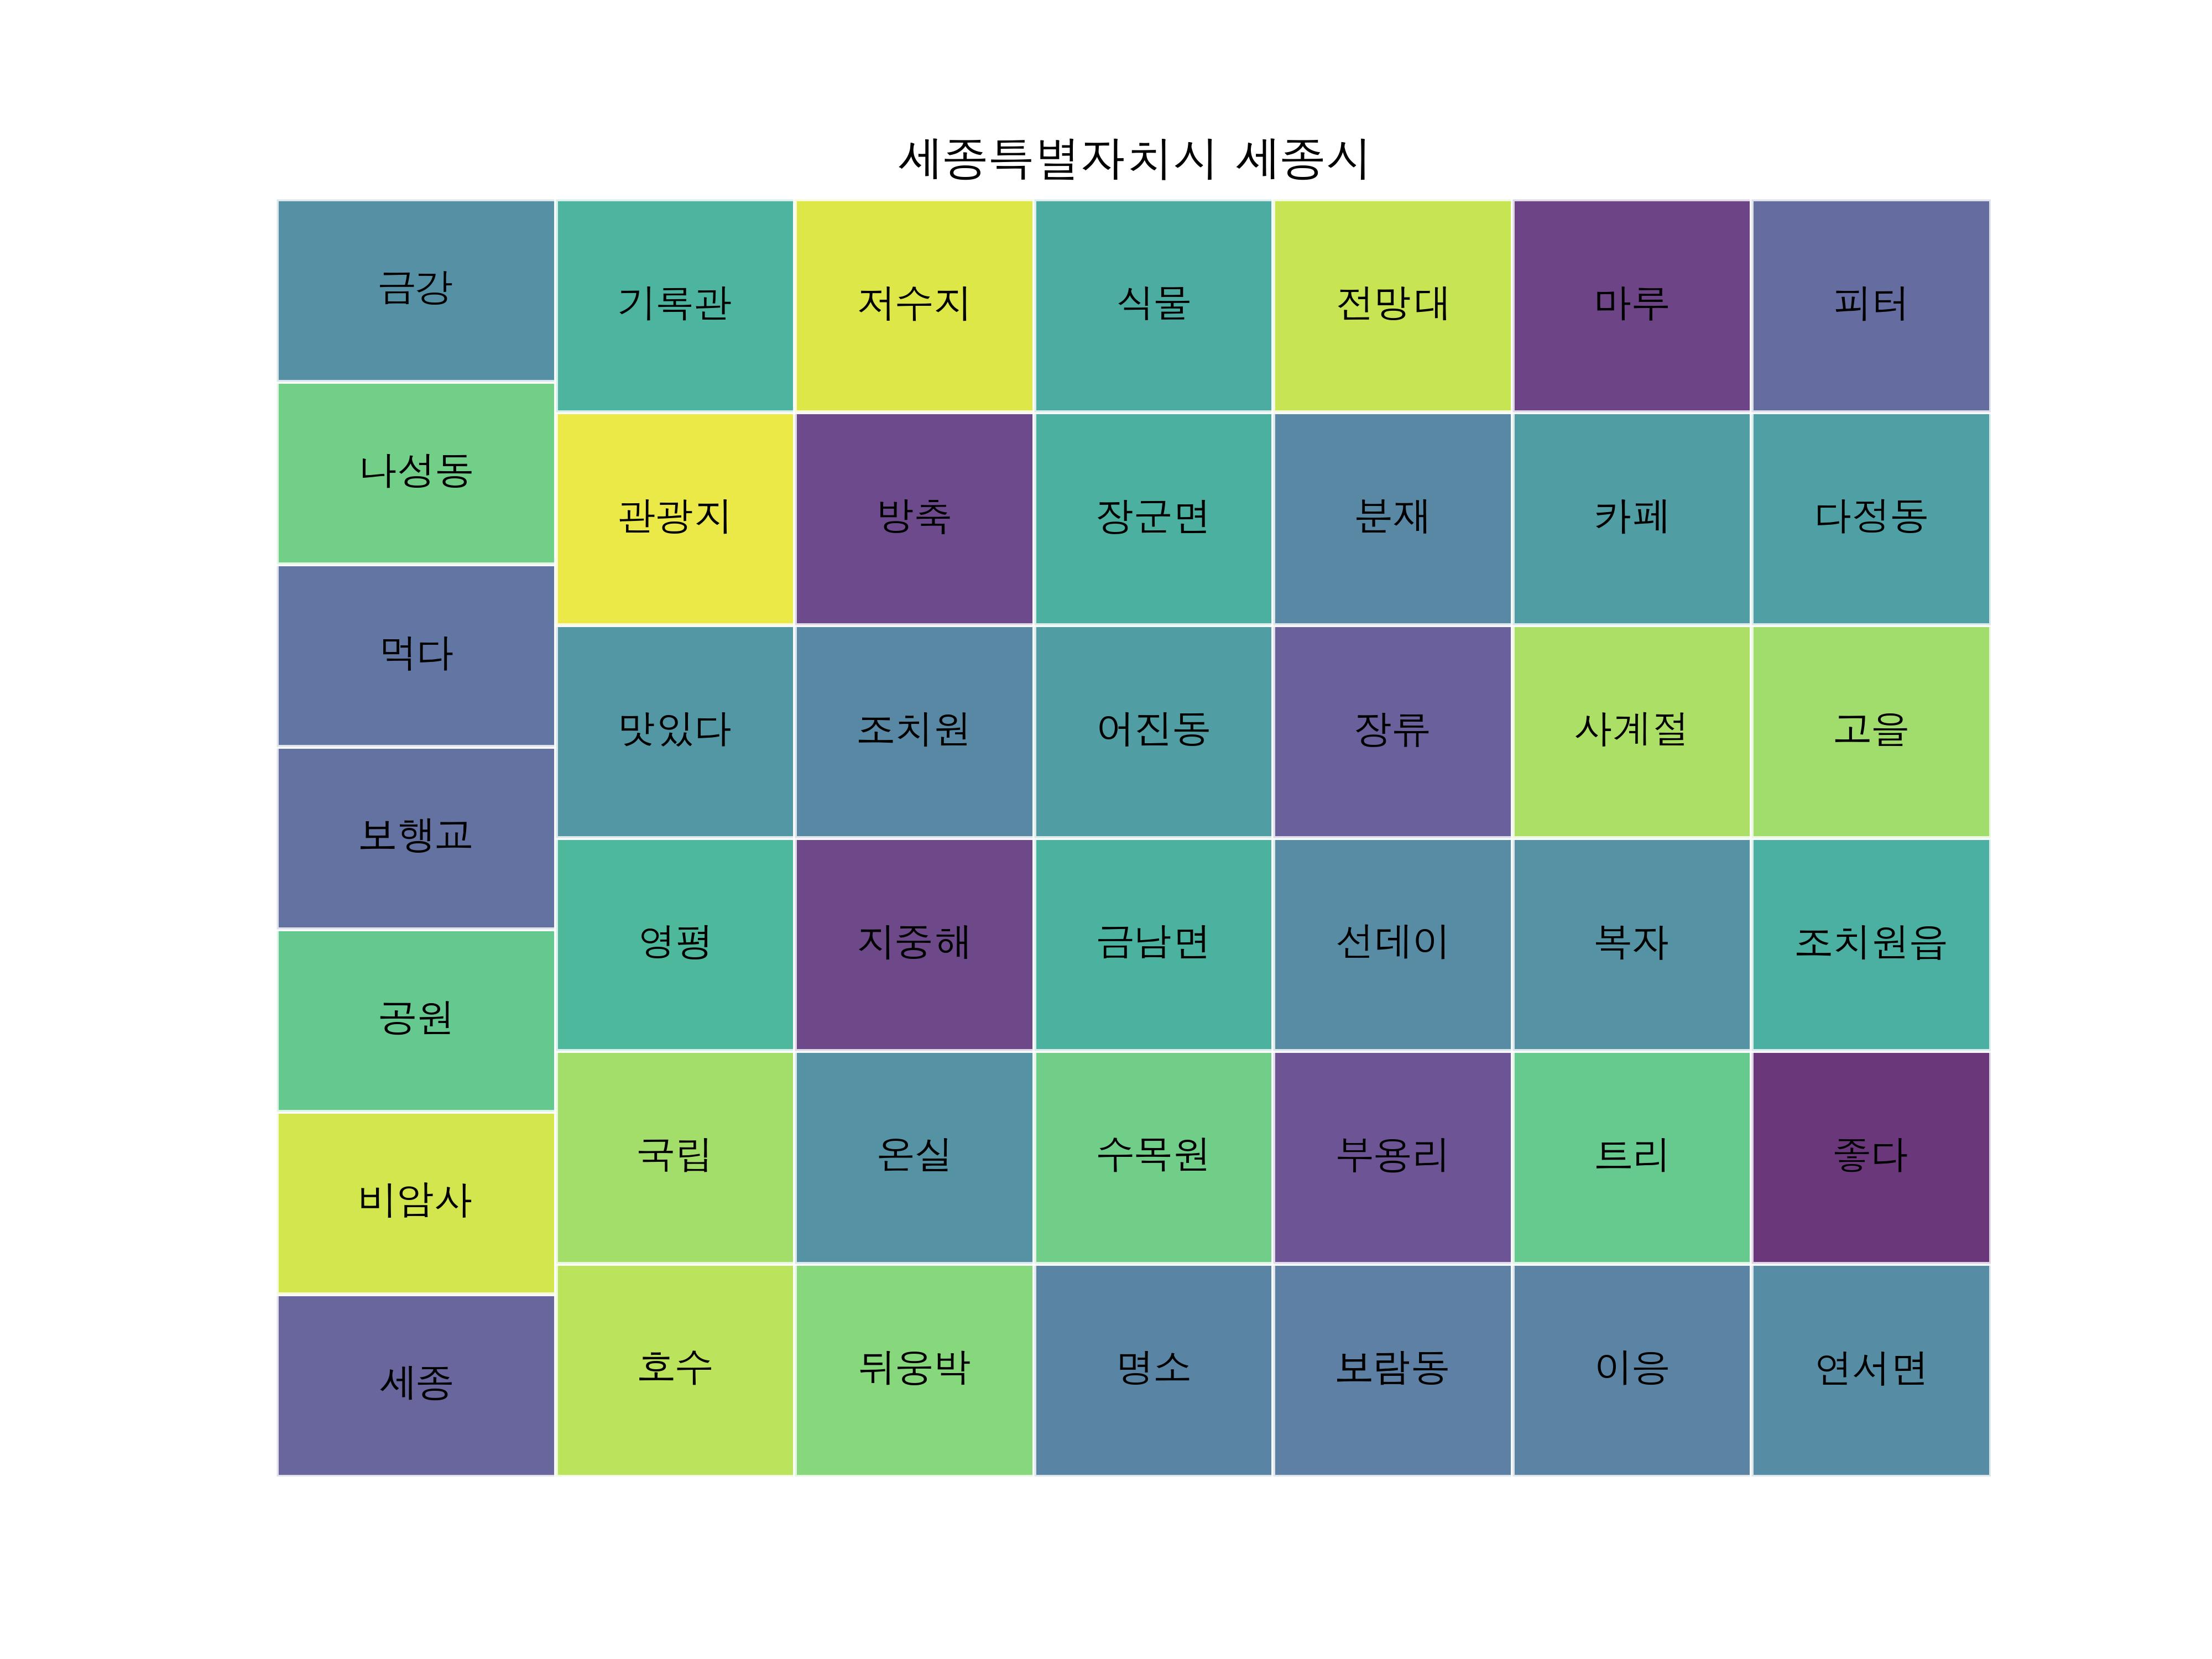 세종특별자치시 세종시
금강
나성동
먹다
보행교
공원
비암사
세종
기록관
저수지
식물
전망대
마루
피터
관광지
방축
장군면
분재
카페
다정동
맛있다
조치원
어진동
장류
사계절
고을
영평
지중해
금남면
선데이
복자
조치원읍
국립
온실
수목원
부용리
트리
좋다
호수
뒤웅박
명소
보람동
이응
연서면